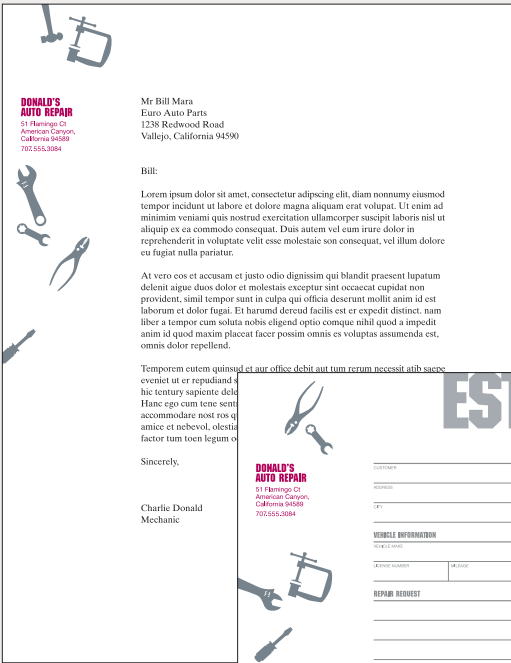 DONALD'S
AUTO REPAIR
51 Flamingo Ct
American Canyon,
California 94589
707.555.3084
Mr Bill Mara
Euro Auto Parts
1238 Redwood Road
Vallejo, California 94590
Bill:
Lorem ipsum dolor sit amet, consectetur adipscing elit, diam nonnumy eiusmod
tempor incidunt ut labore et dolore magna aliquam erat volupat. Ut enim ad
minimim veniami quis nostrud exercitation ullamcorper suscipit laboris nisl ut
aliquip ex ea commodo consequat. Duis autem vel eum irure dolor in
reprehenderit in voluptate velit esse molestaie son consequat, vel illum dolore
eu fugiat nulla pariatur.
At vero eos et accusam et justo odio dignissim qui blandit praesent lupatum
delenit aigue duos dolor et molestais exceptur sint occaecat cupidat non
provident, simil tempor sunt in culpa qui officia deserunt mollit anim id est
laborum et dolor fugai. Et harumd dereud facilis est er expedit distinct. nam
liber a tempor cum soluta nobis eligend optio comque nihil quod a impedit
anim id quod maxim placeat facer possim omnis es voluptas assumenda est,
omnis dolor repellend.
Temporem eutem quinsud et aur office debit aut tum rerum necessit atib saepe
eveniet ut er repudiand s
hic tentury sapiente dele
Hanc ego cum tene sent
accommodare nost ros q
amice et nebevol, olestia
factor tum toen legum o
Sincerely,
Charlie Donald
Mechanic
EST
DONALD'S
AUTO REPAIR
51 Flamingo Ct
American Canyon,
California 94589
707.555.3084
CUSTOMER
ADDRESS
CITY
VEHICLE INFORMATION
VEHICLE MAKE
LICENSE NUMBER
MILEAGE
REPAIR REQUEST